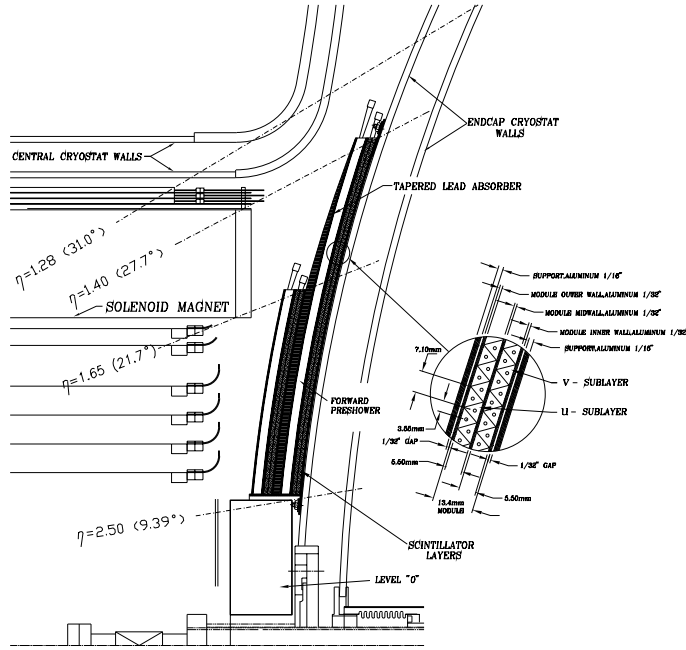 ENDCAP CRYOSTAT
WALLS
CENTRAL CRYOSTAT WALLS
TAPERED LEAD ABSORBER
η=1.28 (31.0°)
η=1.40 (27.7°)
SOLENOID MAGNET
η=1.65 (21.7°)
SUPPORT,ALUMINUM 1/16"
MODULE OUTER WALL,ALUMINUM 1/32"
MODULE MIDWALL,ALUMINUM 1/32"
MODULE INNER WALL,ALUMINUM 1/32
SUPPORT,ALUMINUM 1/16"
7.10mm
V - SUBLAYER
FORWARD
PRESHOWER
U - SUBLAYER
3.55mm
1/32" GAP
5.50mm
1/32" GAP
5.50mm
13.4mm
MODULE
η=2.50 (9.39°)
SCINTILLATOR
LAYERS
LEVEL "0"